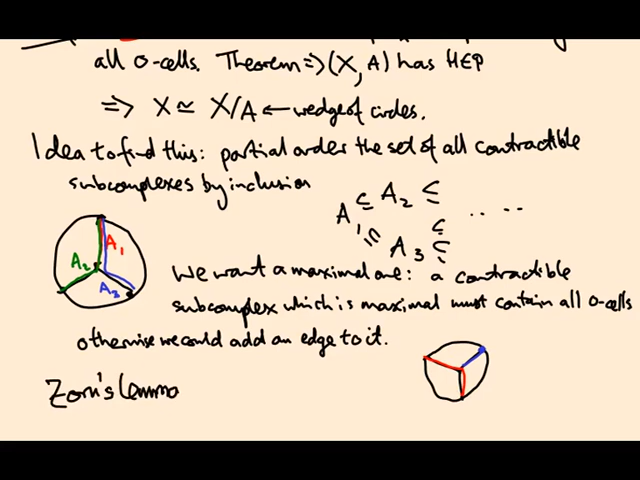 all 0-cells. Theorem ⇒ (X, A) has HEP
⇒ X ≃ X/A ← wedge of circles.
Idea to find this: partial order the set of all contractible
subcomplexes by inclusion
A₁ ⊆ A₂ ⊆ ....
⊆ A₃ ⊆ ⊆
A₁
A₂
A₃
We want a maximal one: a contractible
subcomplex which is maximal must contain all 0-cells
otherwise we could add an edge to it.
Zorn's Lemma